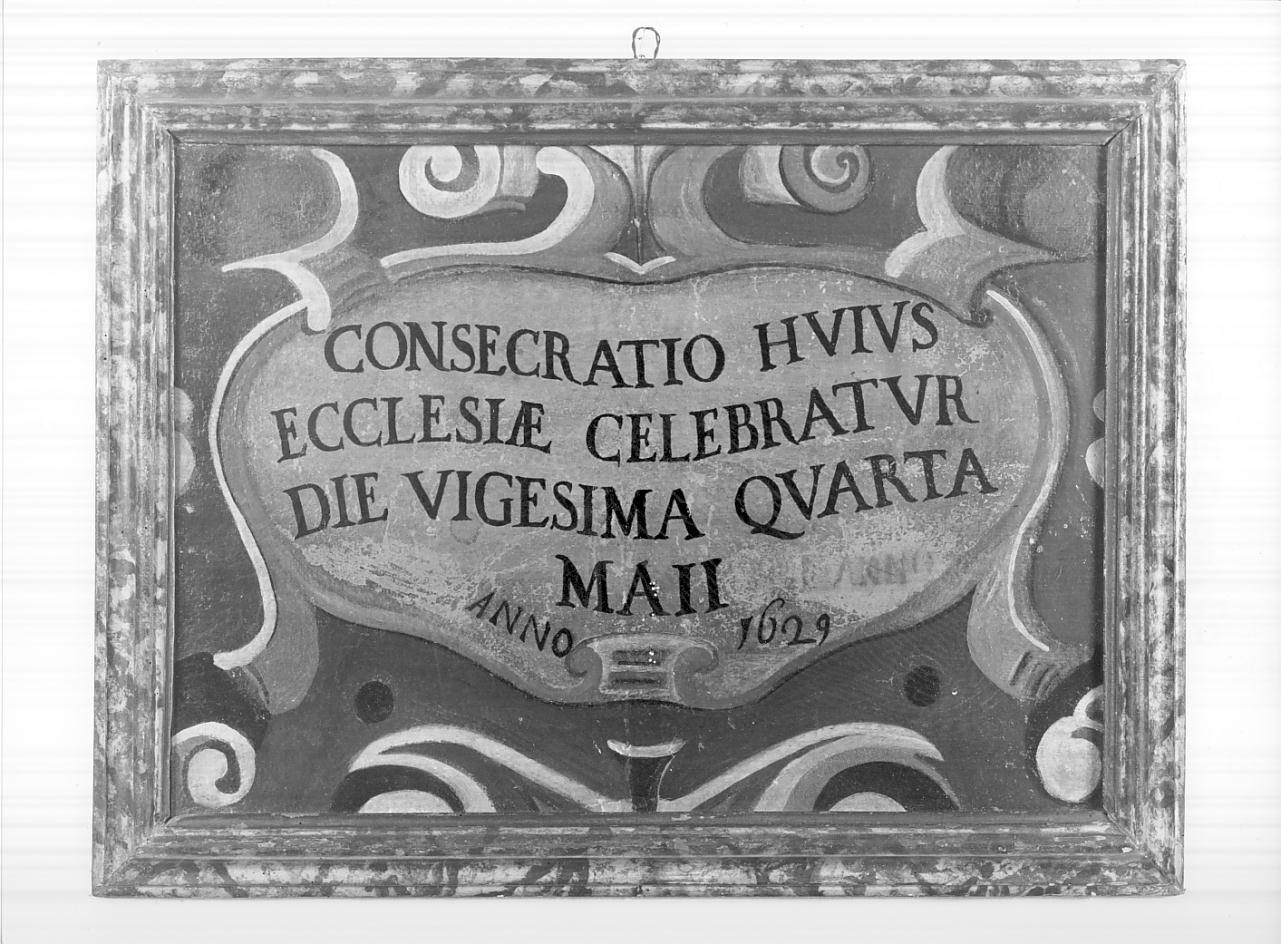 CONSECRATIO HVIVS
ECCLESIÆ CELEBRATVR
DIE VIGESIMA QVARTA
MAII
ANNO 1629